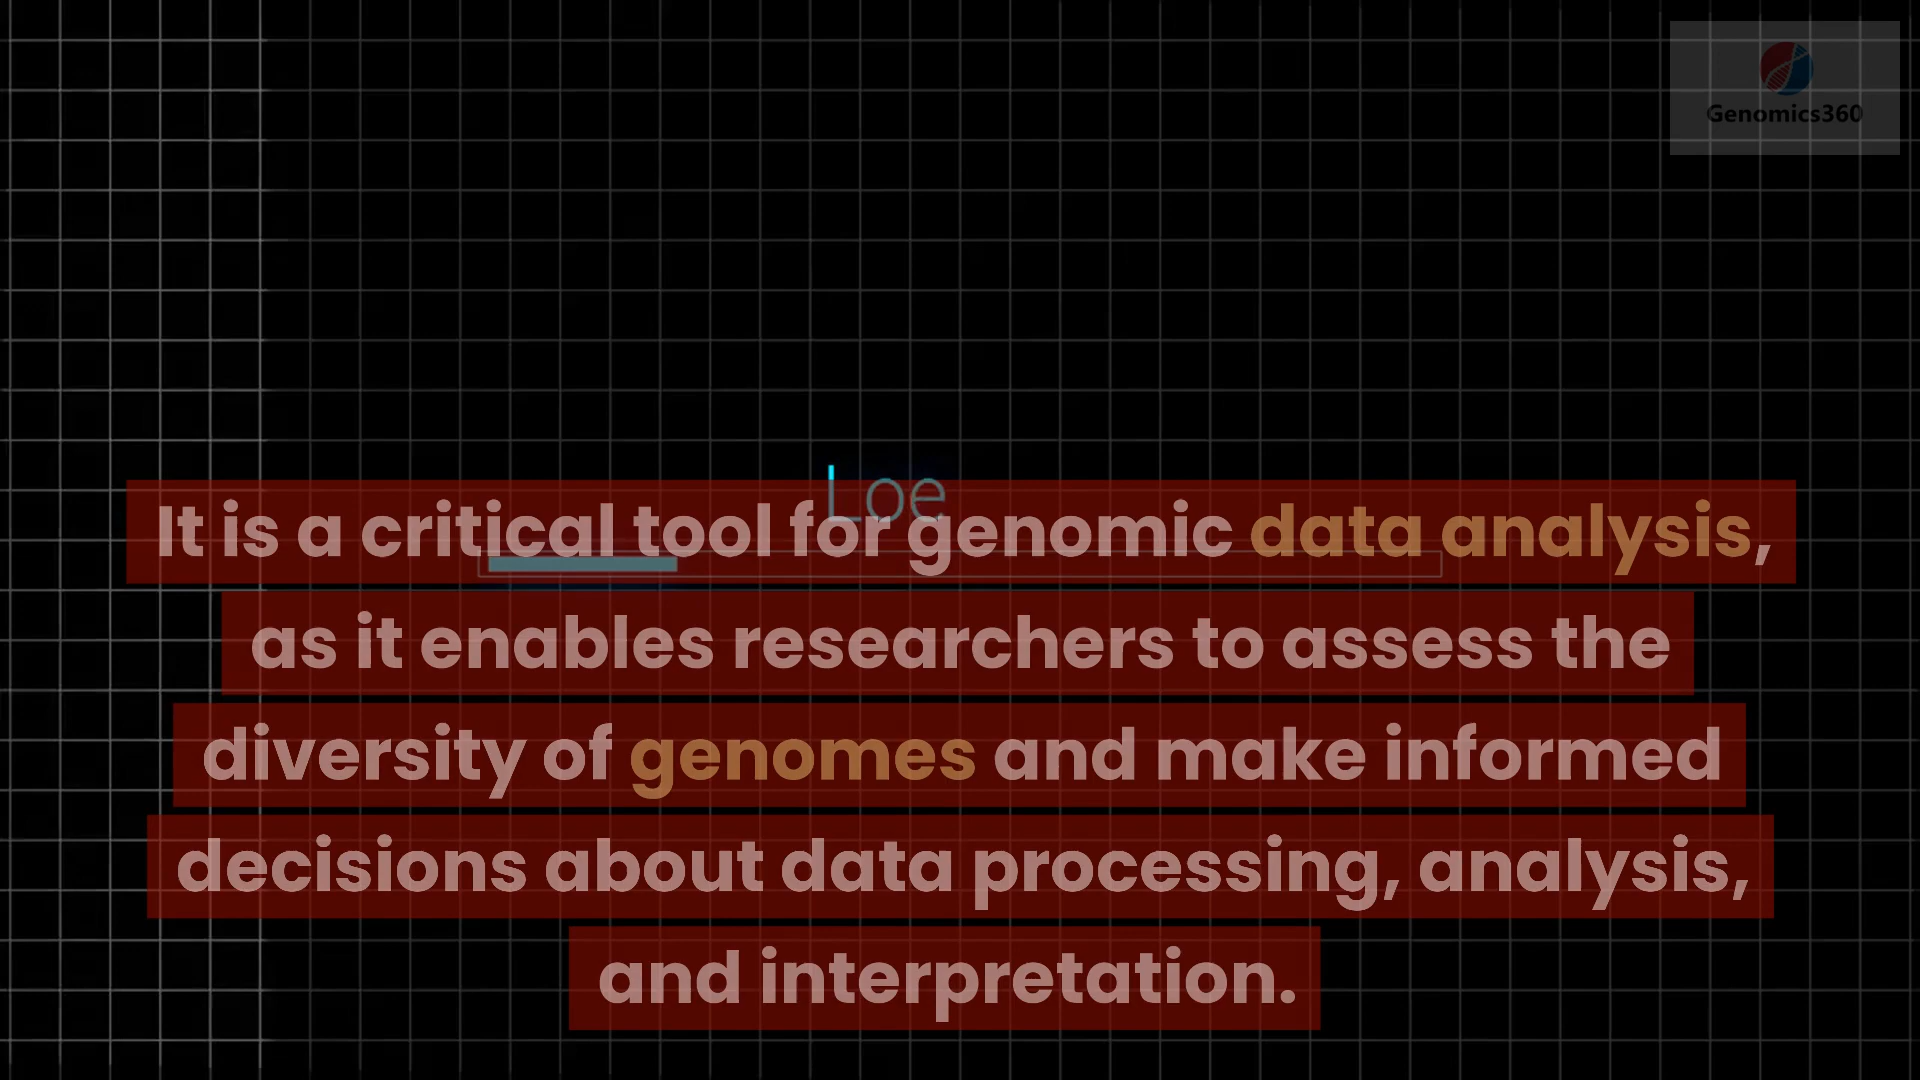 Genomics360
Loe
It is a critical tool for genomic data analysis,
as it enables researchers to assess the
diversity of genomes and make informed
decisions about data processing, analysis,
and interpretation.